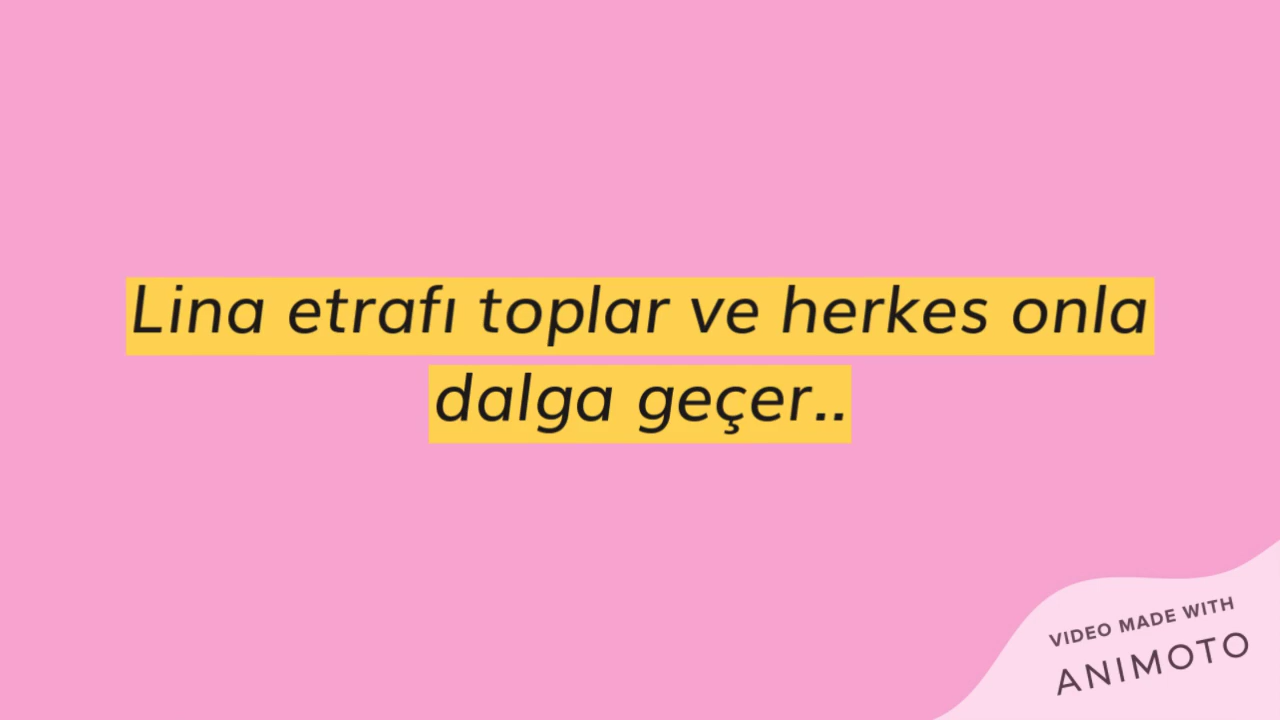 Lina etrafı toplar ve herkes onla
dalga geçer..
VIDEO MADE WITH
ANIMOTO